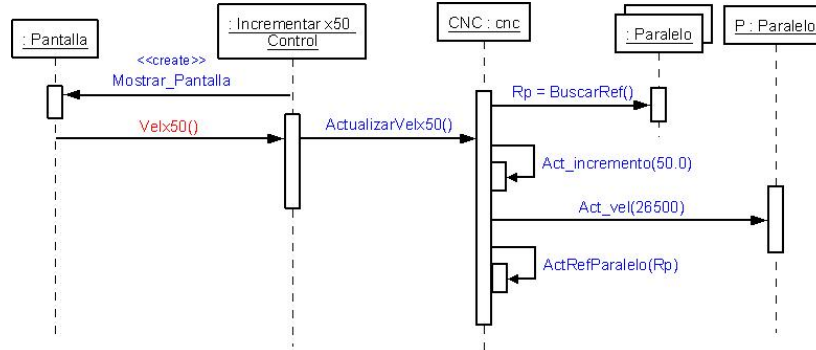 : Pantalla
: Incrementar x50
Control
CNC : cnc
: Paralelo
P : Paralelo
<<create>>
Mostrar_Pantalla
Rp = BuscarRef()
Velx50()
ActualizarVelx50()
Act_incremento(50.0)
Act_vel(26500)
ActRefParalelo(Rp)